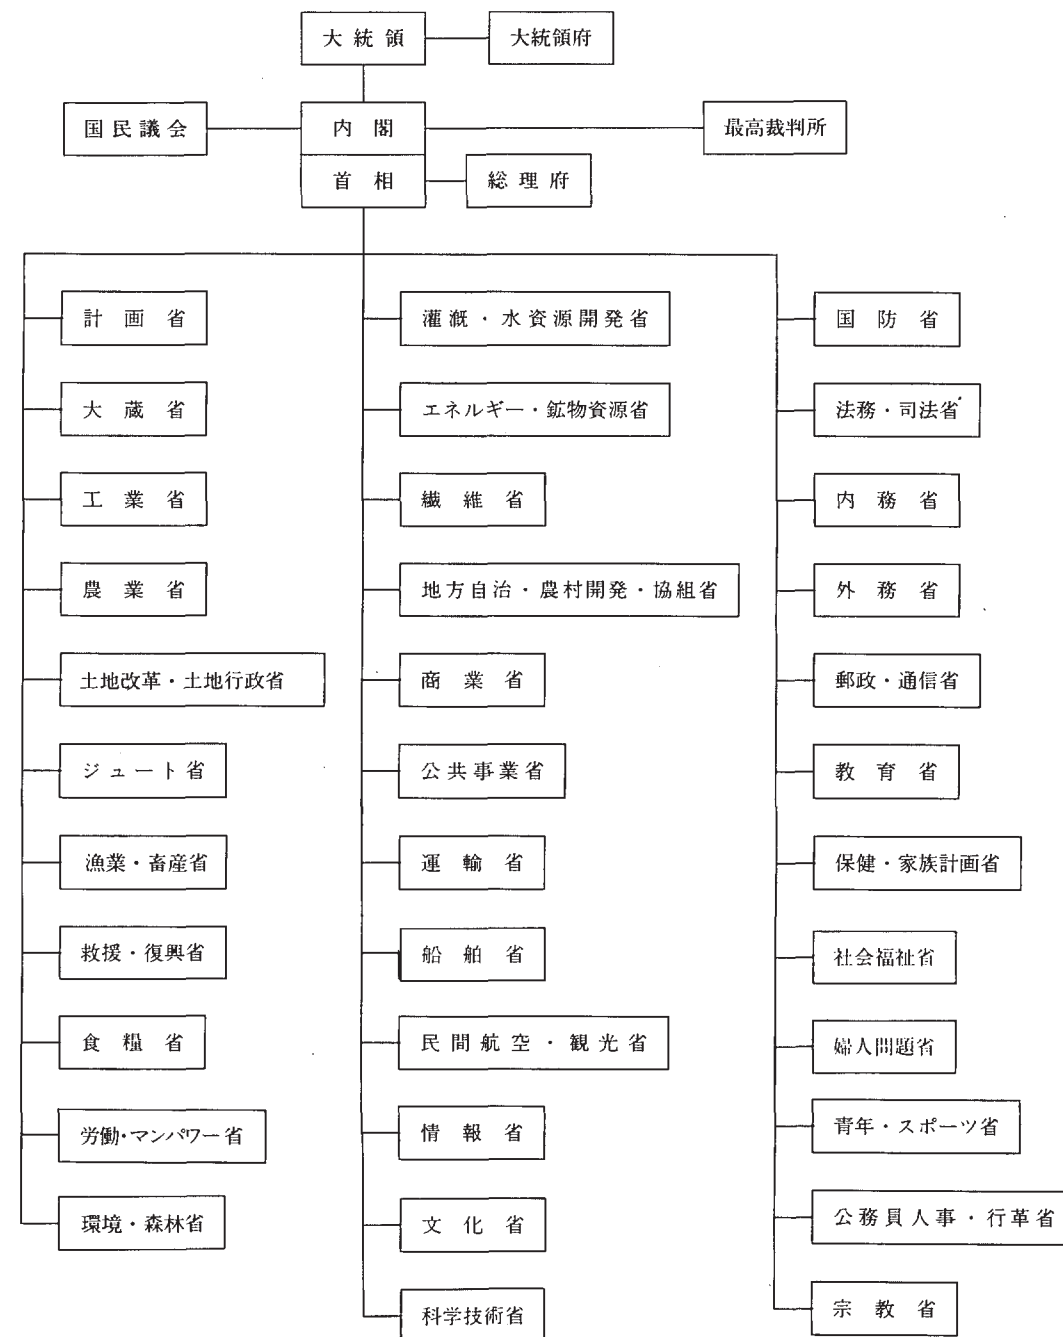 大統領
大統領府
国民議会
内閣
最高裁判所
首相
総理府
計画省
大蔵省
工業省
農業省
土地改革・土地行政省
ジュート省
漁業・畜産省
救援・復興省
食糧省
労働・マンパワー省
環境・森林省
灌漑・水資源開発省
エネルギー・鉱物資源省
繊維省
地方自治・農村開発・協組省
商業省
公共事業省
運輸省
船舶省
民間航空・観光省
情報省
文化省
科学技術省
国防省
法務・司法省
内務省
外務省
郵政・通信省
教育省
保健・家族計画省
社会福祉省
婦人問題省
青年・スポーツ省
公務員人事・行革省
宗教省